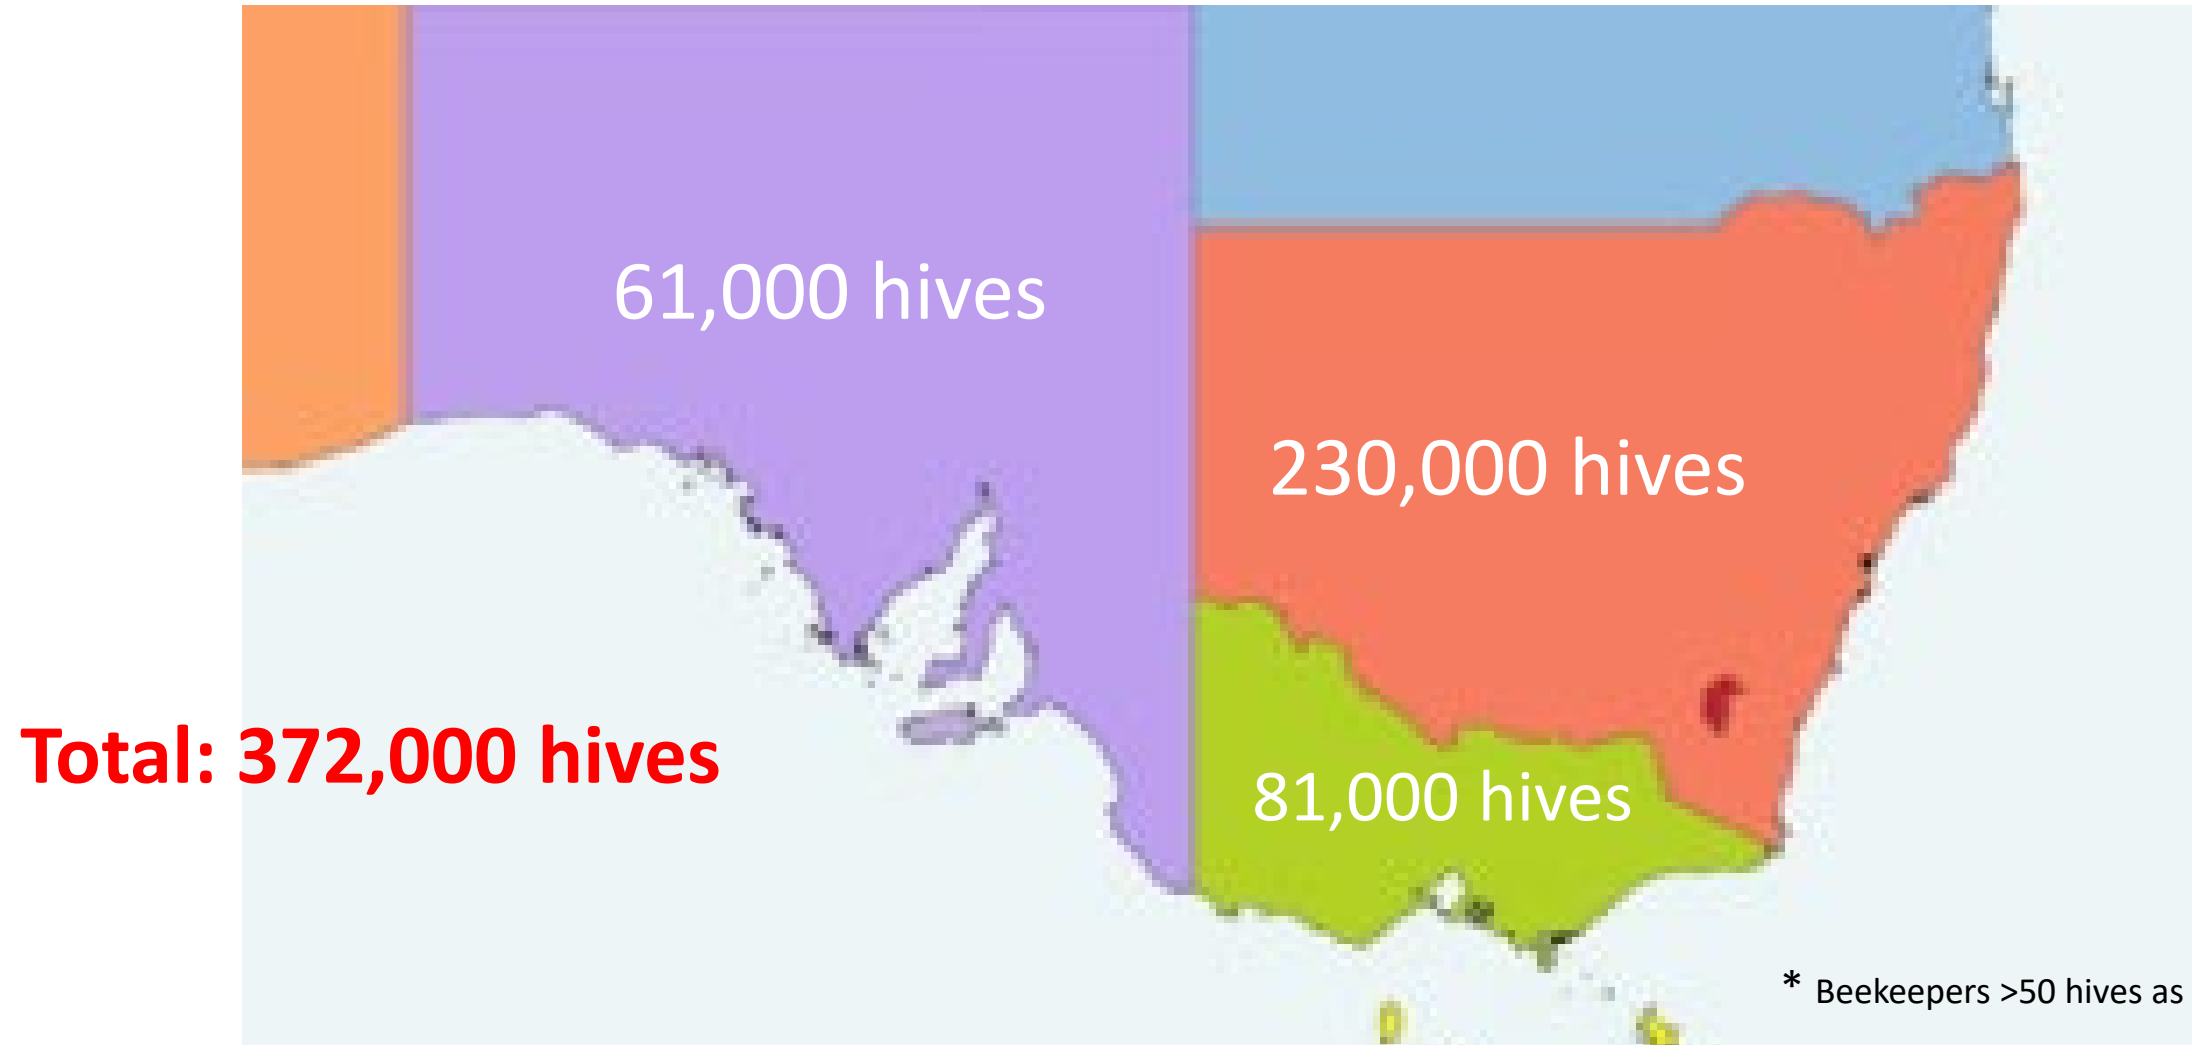 61,000 hives
230,000 hives
Total: 372,000 hives
81,000 hives
* Beekeepers >50 hives as